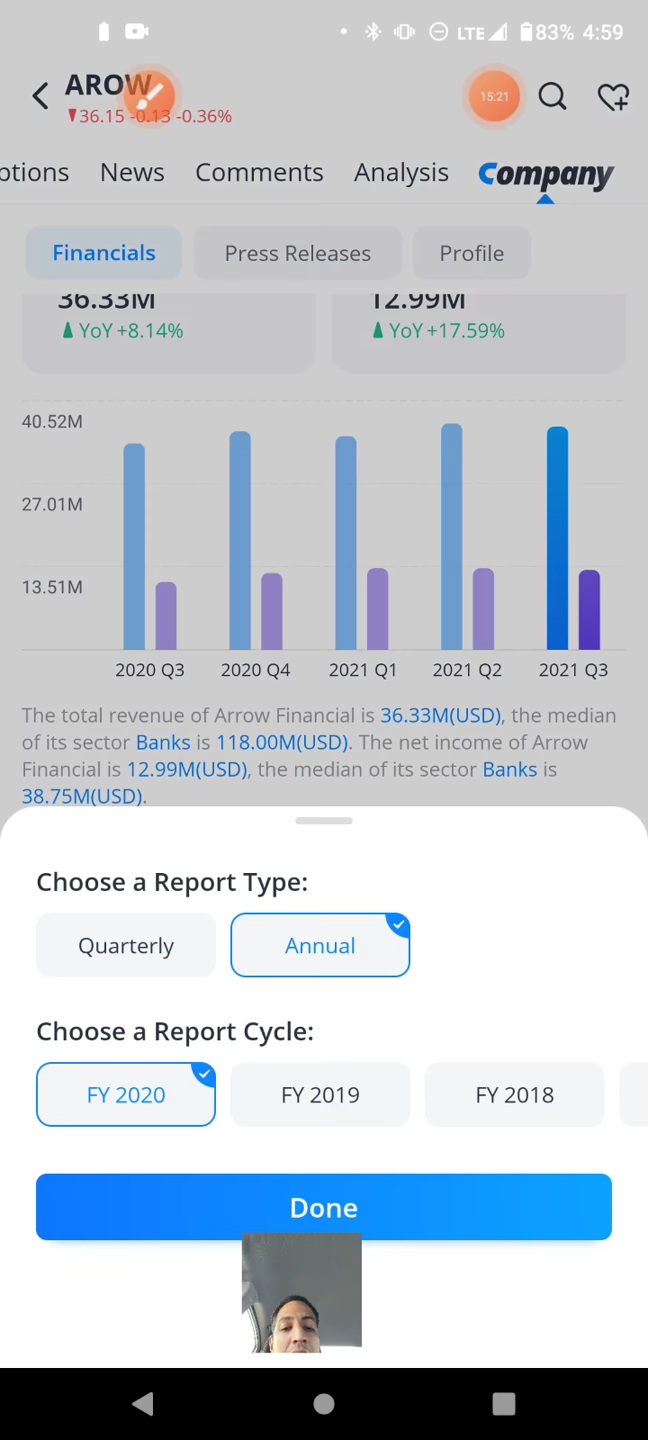 LTE 83% 4:59
AROW
36.15 -0.13 -0.36%
15:21
ptions News Comments Analysis Company
Financials Press Releases Profile
36.33M 12.99M
YoY +8.14% YoY +17.59%
40.52M
27.01M
13.51M
2020 Q3 2020 Q4 2021 Q1 2021 Q2 2021 Q3
The total revenue of Arrow Financial is 36.33M(USD), the median
of its sector Banks is 118.00M(USD). The net income of Arrow
Financial is 12.99M(USD), the median of its sector Banks is
38.75M(USD).
Choose a Report Type:
Quarterly Annual
Choose a Report Cycle:
FY 2020 FY 2019 FY 2018
Done